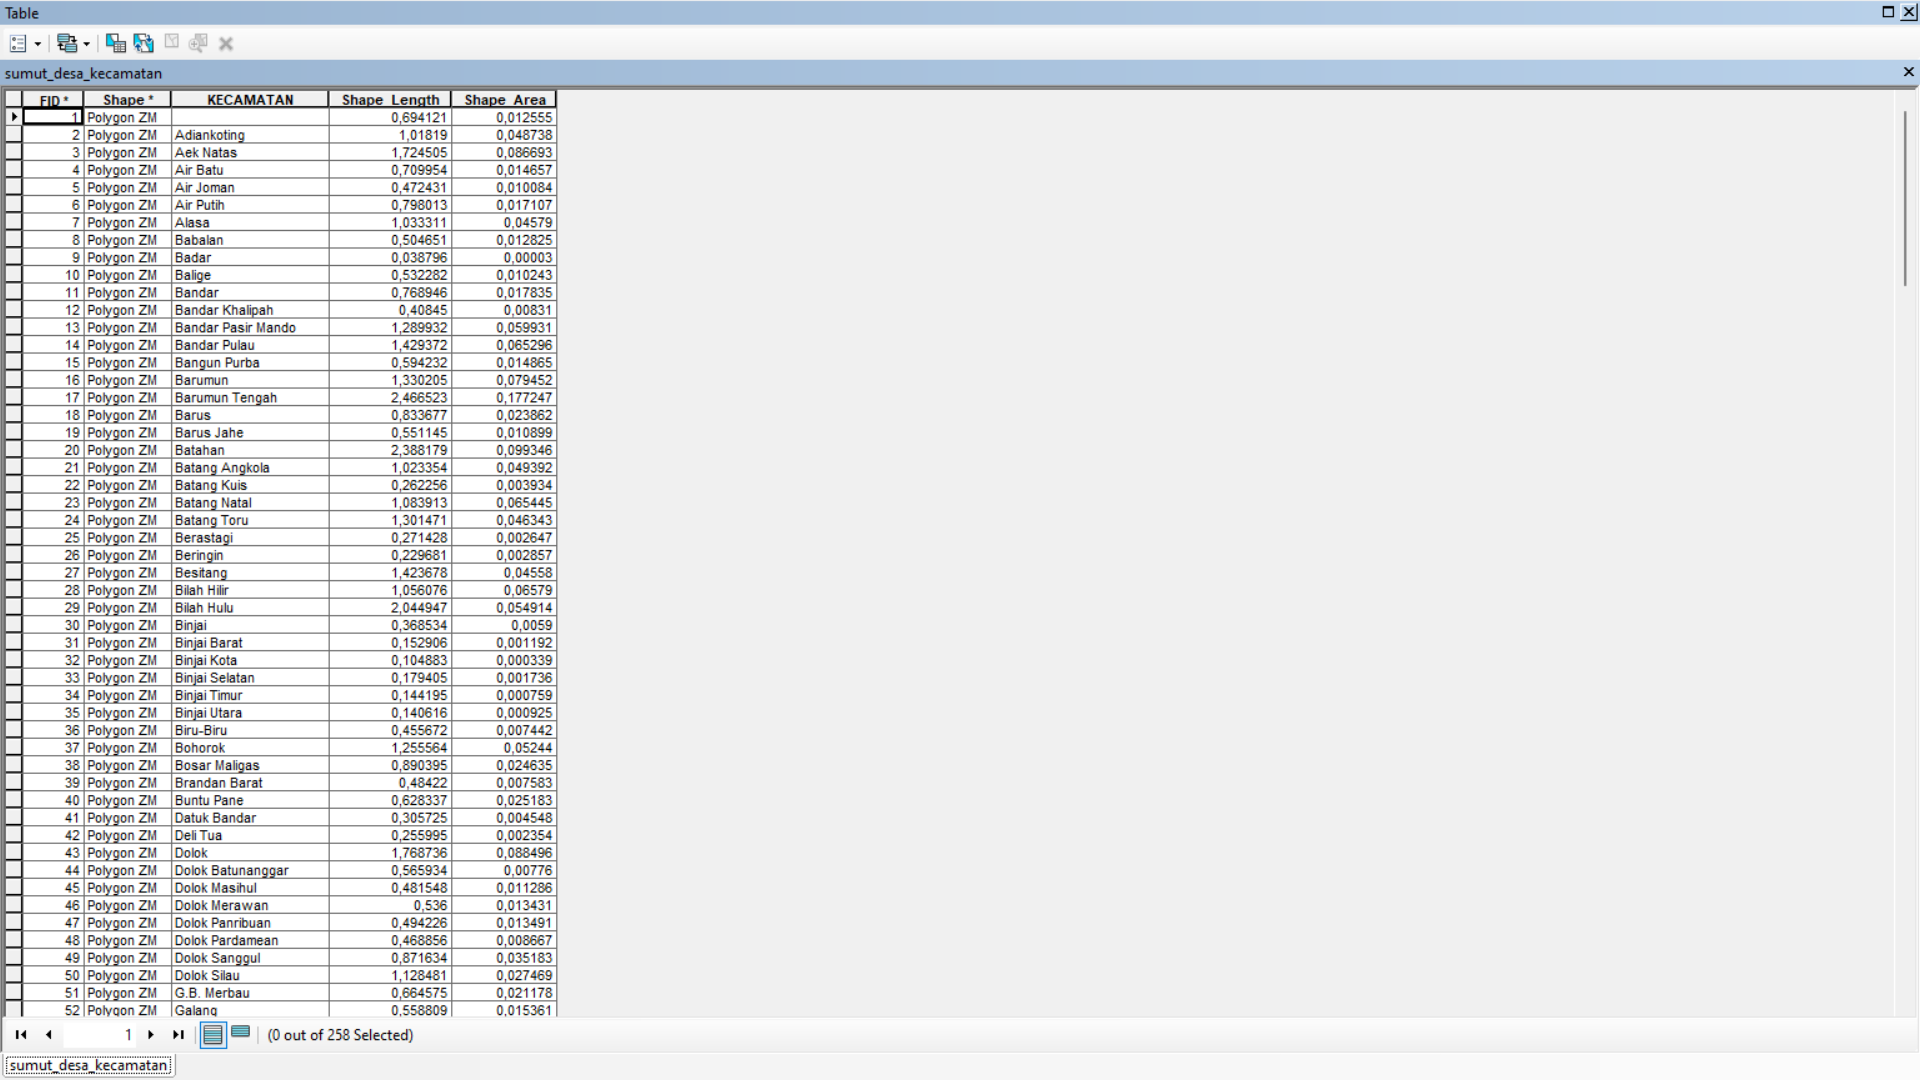 Table
sumut_desa_kecamatan
FID * Shape * KECAMATAN Shape_Length Shape_Area
1 Polygon ZM 0,694121 0,012555
2 Polygon ZM Adiankoting 1,01819 0,048738
3 Polygon ZM Aek Natas 1,724505 0,086693
4 Polygon ZM Air Batu 0,709954 0,014657
5 Polygon ZM Air Joman 0,472431 0,010084
6 Polygon ZM Air Putih 0,798013 0,017107
7 Polygon ZM Alasa 1,033311 0,04579
8 Polygon ZM Babalan 0,504651 0,012825
9 Polygon ZM Badar 0,038796 0,00003
10 Polygon ZM Balige 0,532282 0,010243
11 Polygon ZM Bandar 0,768946 0,017835
12 Polygon ZM Bandar Khalipah 0,40845 0,00831
13 Polygon ZM Bandar Pasir Mando 1,289932 0,059931
14 Polygon ZM Bandar Pulau 1,429372 0,065296
15 Polygon ZM Bangun Purba 0,594232 0,014865
16 Polygon ZM Barumun 1,330205 0,079452
17 Polygon ZM Barumun Tengah 2,466523 0,177247
18 Polygon ZM Barus 0,833677 0,023862
19 Polygon ZM Barus Jahe 0,551145 0,010899
20 Polygon ZM Batahan 2,388179 0,099346
21 Polygon ZM Batang Angkola 1,023354 0,049392
22 Polygon ZM Batang Kuis 0,262256 0,003934
23 Polygon ZM Batang Natal 1,083913 0,065445
24 Polygon ZM Batang Toru 1,301471 0,046343
25 Polygon ZM Berastagi 0,271428 0,002647
26 Polygon ZM Beringin 0,229681 0,002857
27 Polygon ZM Besitang 1,423678 0,04558
28 Polygon ZM Bilah Hilir 1,056076 0,06579
29 Polygon ZM Bilah Hulu 2,044947 0,054914
30 Polygon ZM Binjai 0,368534 0,0059
31 Polygon ZM Binjai Barat 0,152906 0,001192
32 Polygon ZM Binjai Kota 0,104883 0,000339
33 Polygon ZM Binjai Selatan 0,179405 0,001736
34 Polygon ZM Binjai Timur 0,144195 0,000759
35 Polygon ZM Binjai Utara 0,140616 0,000925
36 Polygon ZM Biru-Biru 0,455672 0,007442
37 Polygon ZM Bohorok 1,255564 0,05244
38 Polygon ZM Bosar Maligas 0,890395 0,024635
39 Polygon ZM Brandan Barat 0,48422 0,007583
40 Polygon ZM Buntu Pane 0,628337 0,025183
41 Polygon ZM Datuk Bandar 0,305725 0,004548
42 Polygon ZM Deli Tua 0,255995 0,002354
43 Polygon ZM Dolok 1,768736 0,088496
44 Polygon ZM Dolok Batunanggar 0,565934 0,00776
45 Polygon ZM Dolok Masihul 0,481548 0,011286
46 Polygon ZM Dolok Merawan 0,536 0,013431
47 Polygon ZM Dolok Panribuan 0,494226 0,013491
48 Polygon ZM Dolok Pardamean 0,468856 0,008667
49 Polygon ZM Dolok Sanggul 0,871634 0,035183
50 Polygon ZM Dolok Silau 1,128481 0,027469
51 Polygon ZM G.B. Merbau 0,664575 0,021178
52 Polygon ZM Galang 0,558809 0,015361
1 (0 out of 258 Selected)
sumut_desa_kecamatan